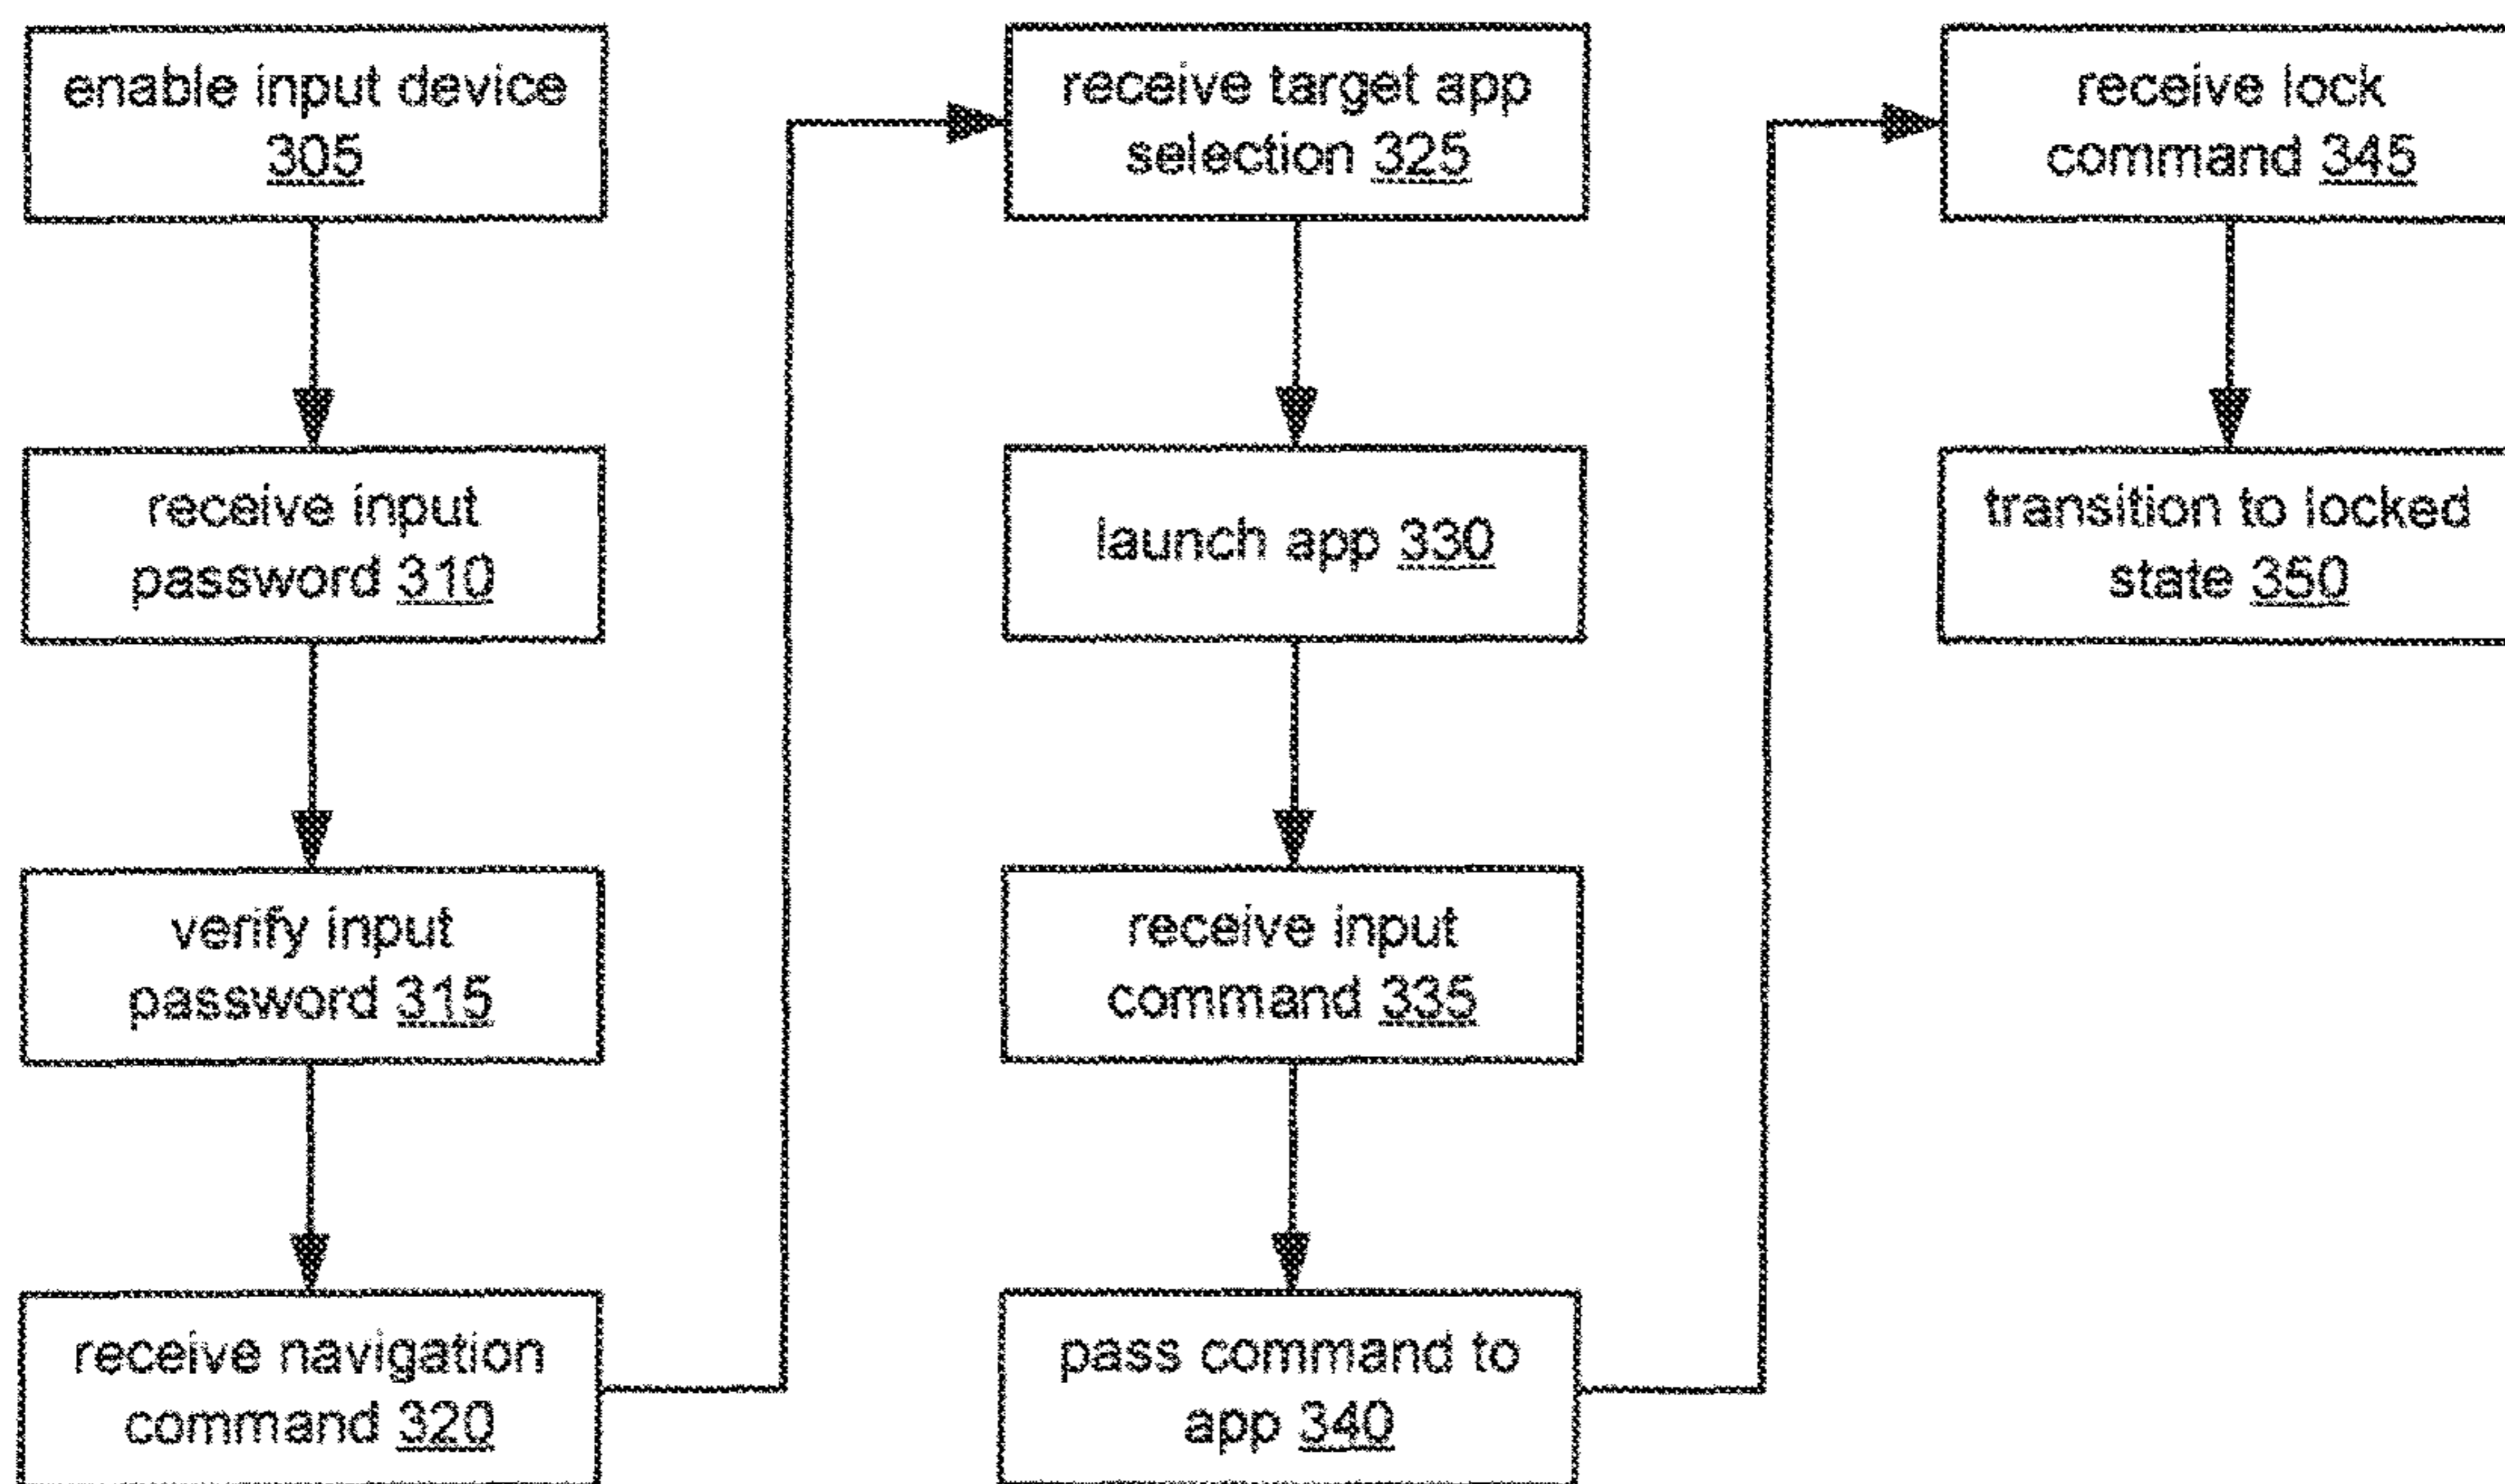 enable input device
305
receive input
password 310
verify input
password 315
receive navigation
command 320
receive target app
selection 325
launch app 330
receive input
command 335
pass command to
app 340
receive lock
command 345
transition to locked
state 350